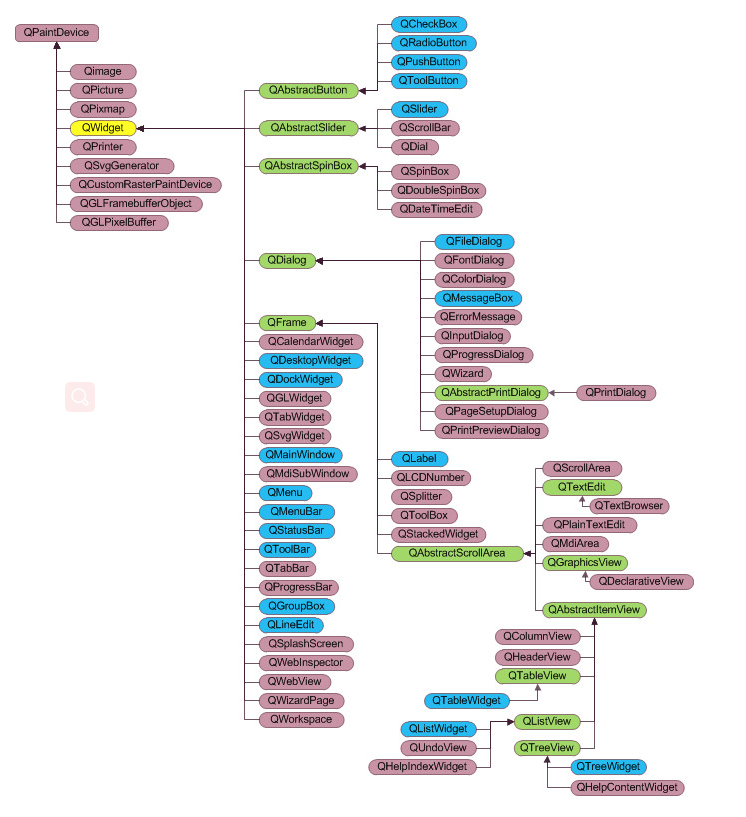 QPaintDevice
Qimage
QPicture
QPixmap
QWidget
QPrinter
QSvgGenerator
QCustomRasterPaintDevice
QGLFramebufferObject
QGLPixelBuffer
QAbstractButton
QCheckBox
QRadioButton
QPushButton
QToolButton
QAbstractSlider
QSlider
QScrollBar
QDial
QAbstractSpinBox
QSpinBox
QDoubleSpinBox
QDateTimeEdit
QDialog
QFileDialog
QFontDialog
QColorDialog
QMessageBox
QErrorMessage
QInputDialog
QProgressDialog
QWizard
QAbstractPrintDialog
QPrintDialog
QPageSetupDialog
QPrintPreviewDialog
QFrame
QCalendarWidget
QDesktopWidget
QDockWidget
QGLWidget
QTabWidget
QSvgWidget
QMainWindow
QMdiSubWindow
QMenu
QMenuBar
QStatusBar
QToolBar
QTabBar
QProgressBar
QGroupBox
QLineEdit
QSplashScreen
QWebInspector
QWebView
QWizardPage
QWorkspace
QLabel
QLCDNumber
QSplitter
QToolBox
QStackedWidget
QAbstractScrollArea
QScrollArea
QTextEdit
QTextBrowser
QPlainTextEdit
QMdiArea
QGraphicsView
QDeclarativeView
QAbstractItemView
QColumnView
QHeaderView
QTableView
QTableWidget
QListView
QListWidget
QUndoView
QHelpIndexWidget
QTreeView
QTreeWidget
QHelpContentWidget